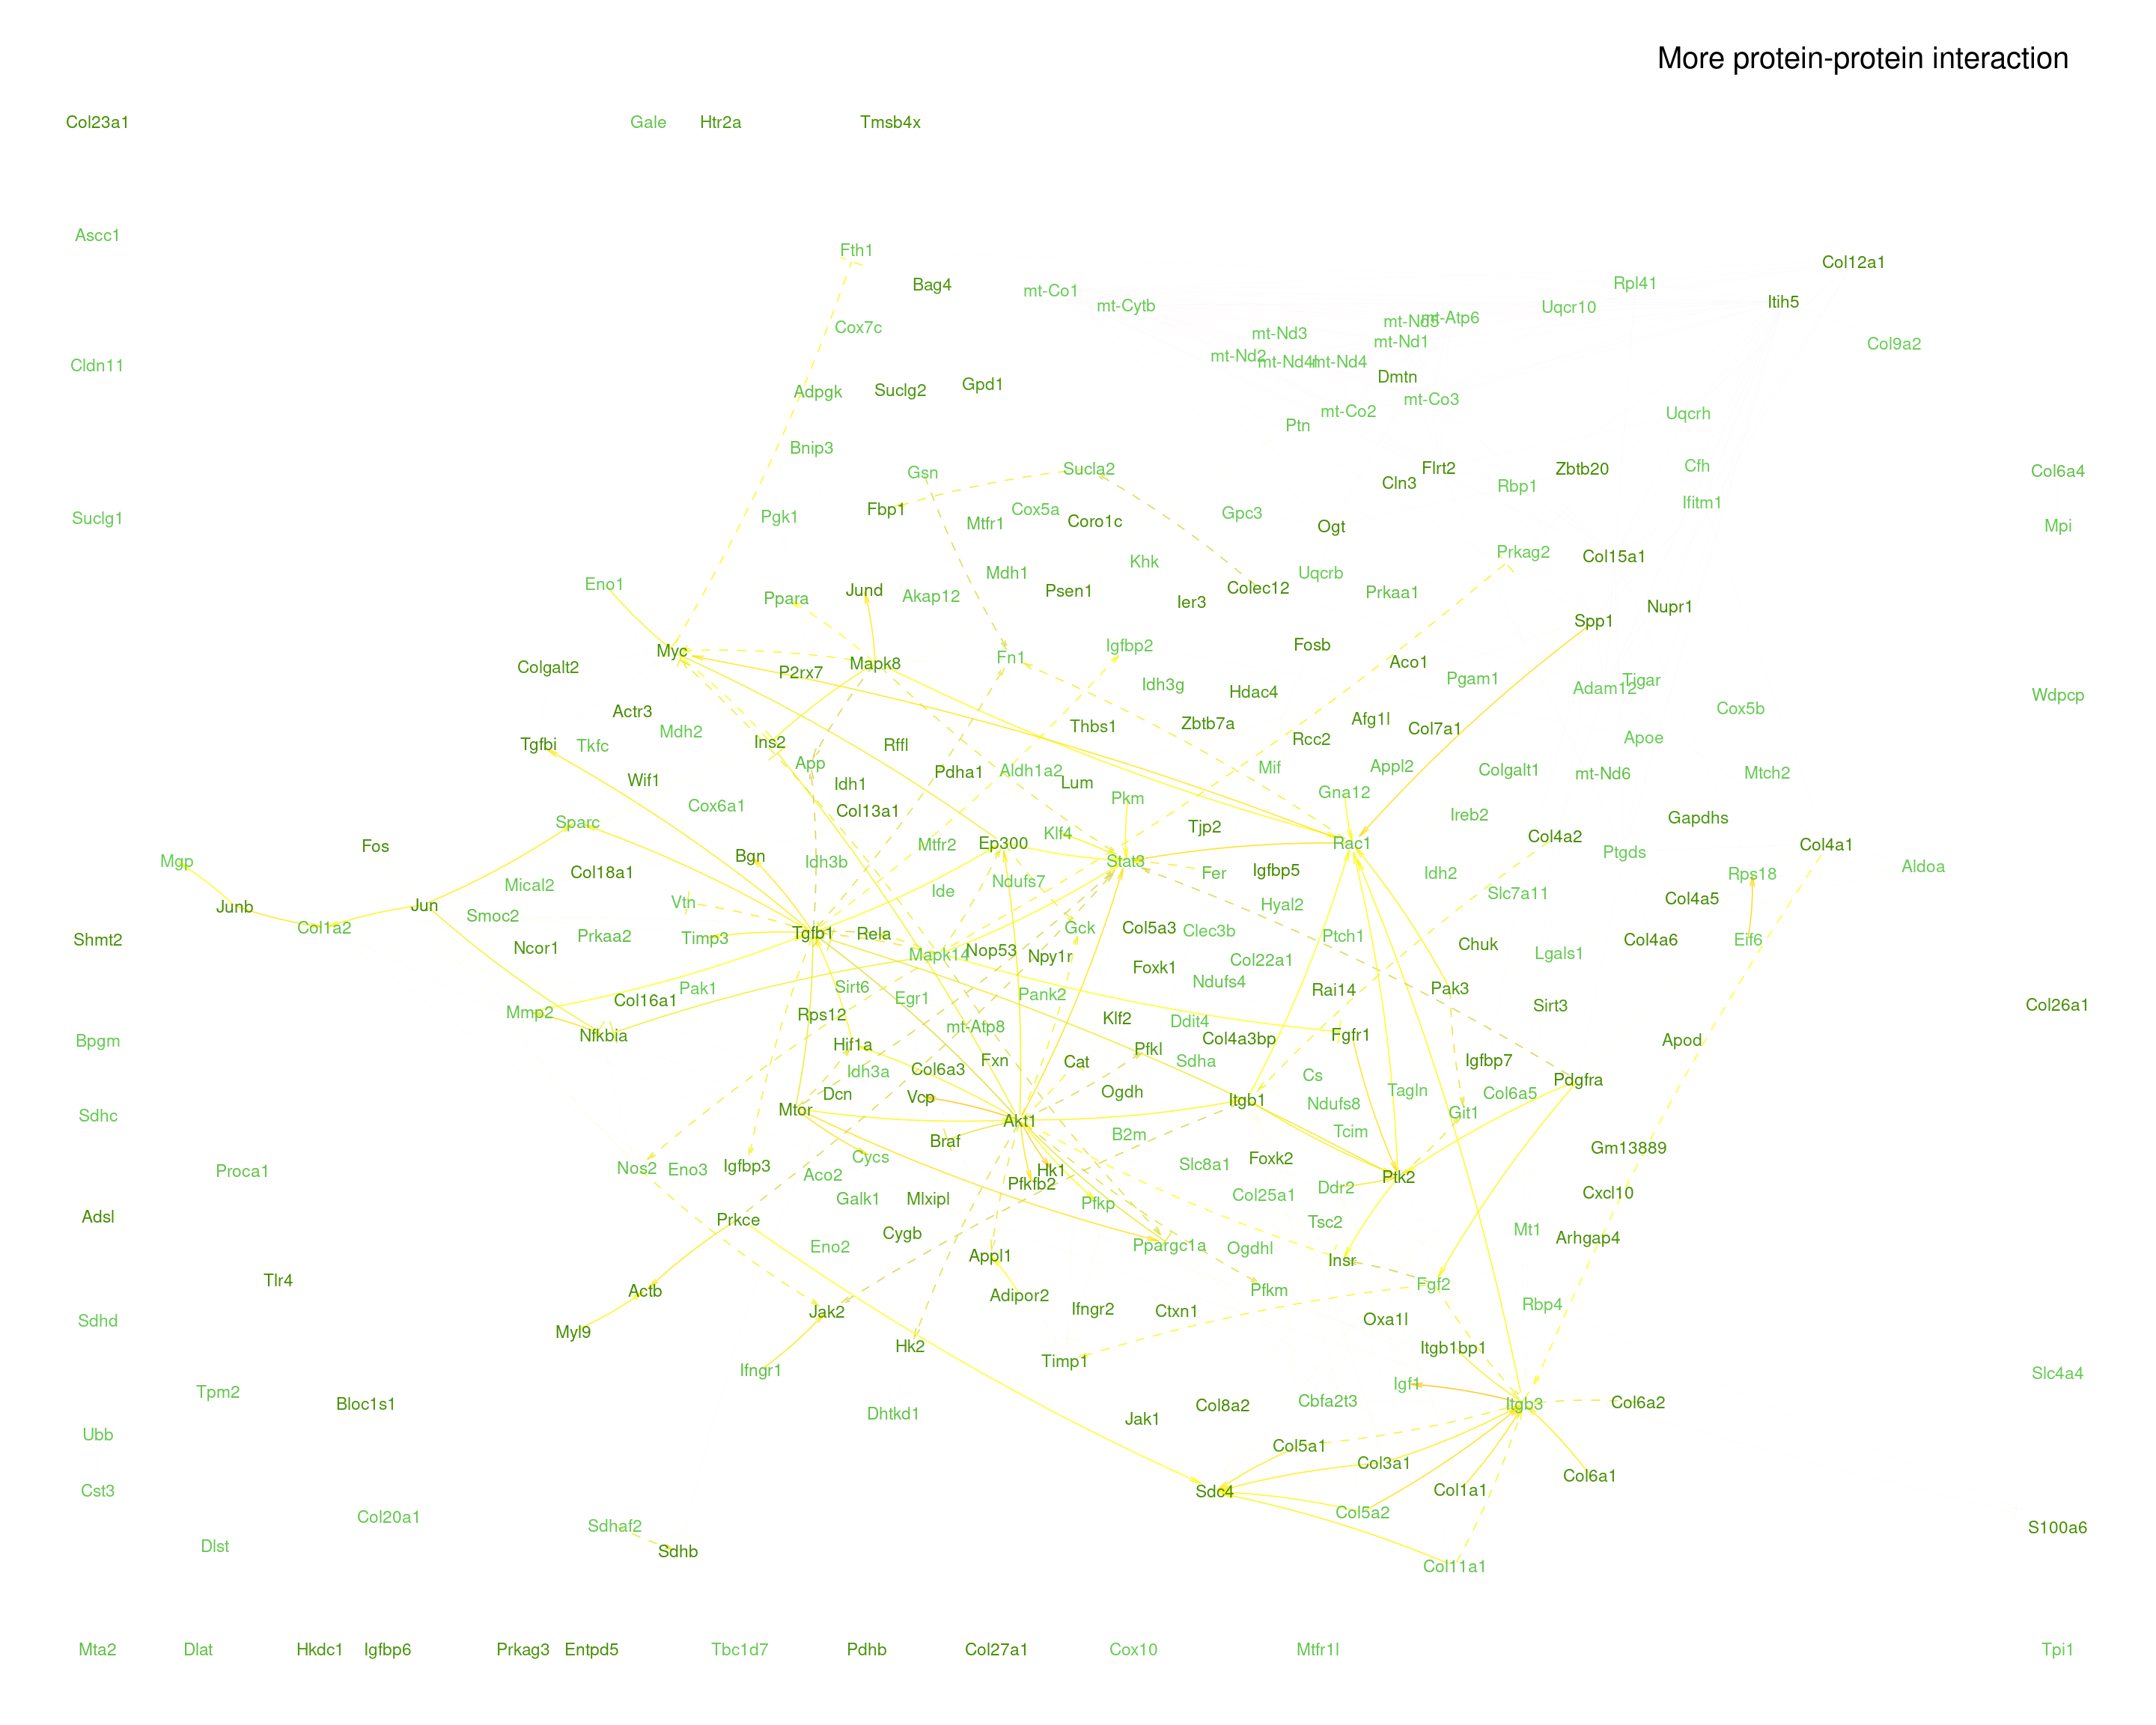 More protein-protein interaction
Col23a1 Gale Htr2a Tmsb4x
Ascc1
Fth1
Col12a1
Bag4 Rpl41
mt-Co1 Itih5
mt-Cytb Uqcr10
Cox7c mt-Nd5 mt-Atp6
mt-Nd3 mt-Nd1 Col9a2
mt-Nd2 mt-Nd4l mt-Nd4
Cldn11 Dmtn
Adpgk Suclg2 Gpd1 mt-Co3
mt-Co2 Uqcrh
Ptn
Bnip3
Gsn Sucla2 Flrt2 Zbtb20 Cfh Col6a4
Cln3 Rbp1
Fbp1 Cox5a Ifitm1
Suclg1 Pgk1 Mtfr1 Coro1c Gpc3 Ogt Mpi
Khk Prkag2 Col15a1
Eno1 Mdh1 Colec12 Uqcrb
Ppara Jund Akap12 Psen1 Ier3 Prkaa1 Nupr1
Spp1
Myc Fn1 Igfbp2 Fosb
Colgalt2 P2rx7 Mapk8 Aco1
Idh3g Hdac4 Pgam1 Adam12 Tigar Wdpcp
Actr3 Cox5b
Mdh2 Thbs1 Zbtb7a Afg1l Col7a1
Tgfbi Tkfc Ins2 Rffl Rcc2 Apoe
App Pdha1 Aldh1a2 Mif Appl2 Colgalt1 mt-Nd6 Mtch2
Wif1 Idh1 Lum
Cox6a1 Col13a1 Pkm Gna12
Sparc Tjp2 Ireb2 Gapdhs
Fos Mtfr2 Klf4 Ep300 Rac1 Col4a2 Col4a1
Mgp Bgn Idh3b Stat3 Ptgds
Col18a1 Ndufs7 Fer Igfbp5 Idh2 Rps18 Aldoa
Mical2 Ide Slc7a11
Junb Jun Vtn Hyal2 Col4a5
Col1a2 Smoc2 Gck Col5a3
Shmt2 Ncor1 Prkaa2 Timp3 Tgfb1 Rela Clec3b Ptch1 Chuk Col4a6 Eif6
Mapk14 Nop53 Npy1r Col22a1 Lgals1
Foxk1 Ndufs4
Col16a1 Pak1 Sirt6 Egr1 Pank2 Rai14 Pak3 Sirt3 Col26a1
Mmp2 Rps12 mt-Atp8 Klf2 Ddit4
Bpgm Nfkbia Hif1a Pfkl Col4a3bp Fgfr1 Apod
Idh3a Col6a3 Fxn Cat Sdha Igfbp7
Cs Pdgfra
Dcn Vcp Ogdh Itgb1 Tagln Col6a5
Sdhc Mtor Akt1 Ndufs8 Git1
Braf B2m Tcim
Cycs Foxk2 Gm13889
Proca1 Nos2 Eno3 Igfbp3 Aco2 Hk1 Slc8a1 Ptk2
Pfkfb2 Ddr2
Galk1 Mlxipl Pfkp Col25a1 Cxcl10
Adsl Prkce Tsc2 Mt1
Cygb Arhgap4
Eno2 Appl1 Ppargc1a Ogdhl Insr
Tlr4 Actb Adipor2 Pfkm Fgf2
Jak2 Ifngr2 Ctxn1 Rbp4
Sdhd Myl9 Oxa1l
Hk2 Itgb1bp1
Ifngr1 Timp1 Slc4a4
Tpm2 Bloc1s1 Igf1
Dhtkd1 Col8a2 Cbfa2t3 Itgb3 Col6a2
Ubb Jak1 Col5a1
Col3a1
Cst3 Sdc4 Col1a1 Col6a1
Col20a1 Col5a2
Sdhaf2 S100a6
Dlst Sdhb Col11a1
Mta2 Dlat Hkdc1 Igfbp6 Prkag3 Entpd5 Tbc1d7 Pdhb Col27a1 Cox10 Mtfr1l Tpi1